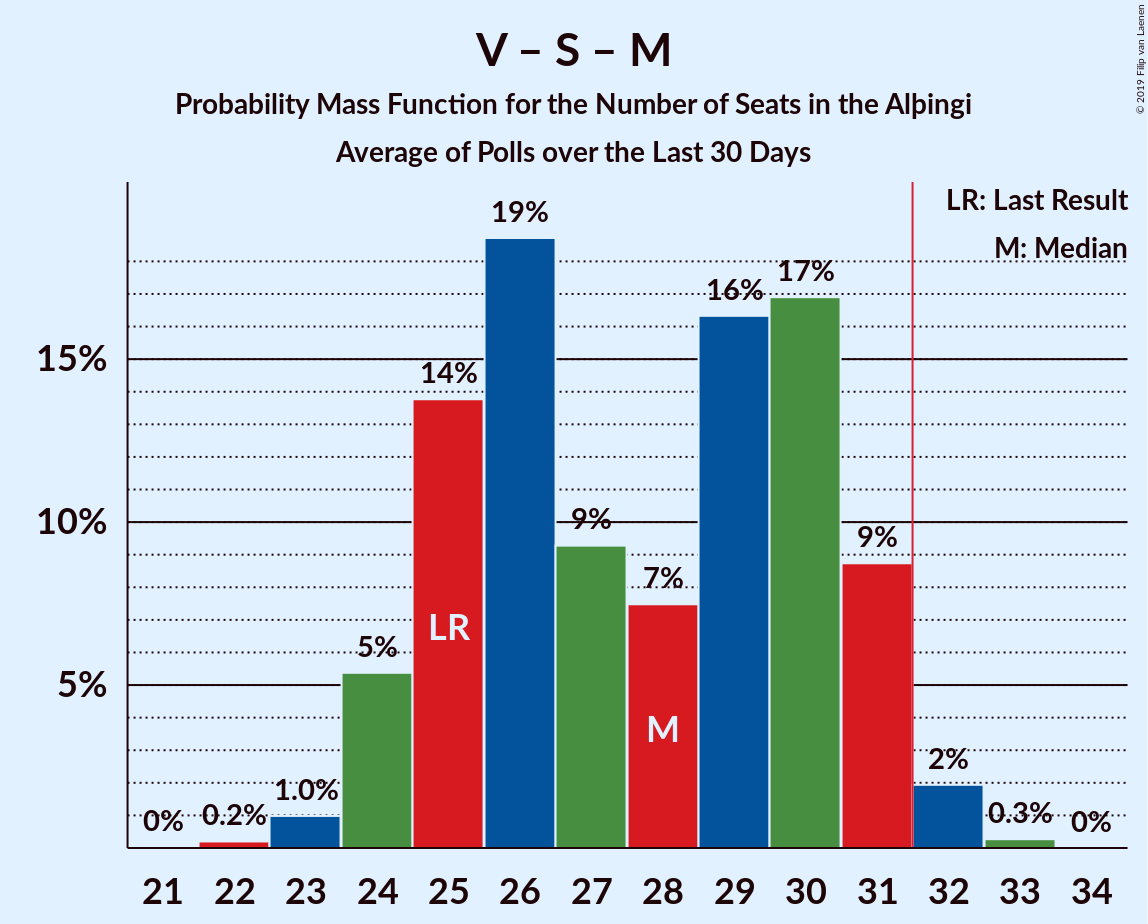 V – S – M
Probability Mass Function for the Number of Seats in the Alþingi
Average of Polls over the Last 30 Days
© 2019 Filip van Laenen
LR: Last Result
M: Median
15%
10%
5%
0%
0.2%
1.0%
5%
14%
19%
9%
7%
16%
17%
9%
2%
0.3%
0%
LR
M
21 22 23 24 25 26 27 28 29 30 31 32 33 34